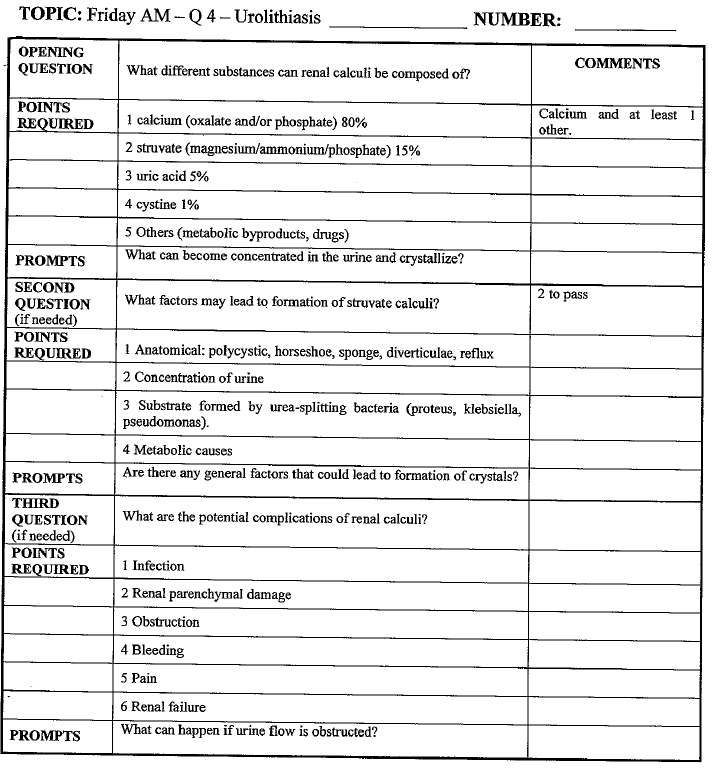 TOPIC: Friday AM – Q 4 – Urolithiasis NUMBER:
OPENING QUESTION
What different substances can renal calculi be composed of?
COMMENTS
POINTS REQUIRED
1 calcium (oxalate and/or phosphate) 80%
Calcium and at least 1 other.
2 struvate (magnesium/ammonium/phosphate) 15%
3 uric acid 5%
4 cystine 1%
5 Others (metabolic byproducts, drugs)
PROMPTS
What can become concentrated in the urine and crystallize?
SECOND QUESTION (if needed)
What factors may lead to formation of struvate calculi?
2 to pass
POINTS REQUIRED
1 Anatomical: polycystic, horseshoe, sponge, diverticulae, reflux
2 Concentration of urine
3 Substrate formed by urea-splitting bacteria (proteus, klebsiella,
pseudomonas).
4 Metabolic causes
PROMPTS
Are there any general factors that could lead to formation of crystals?
THIRD QUESTION (if needed)
What are the potential complications of renal calculi?
POINTS REQUIRED
1 Infection
2 Renal parenchymal damage
3 Obstruction
4 Bleeding
5 Pain
6 Renal failure
PROMPTS
What can happen if urine flow is obstructed?